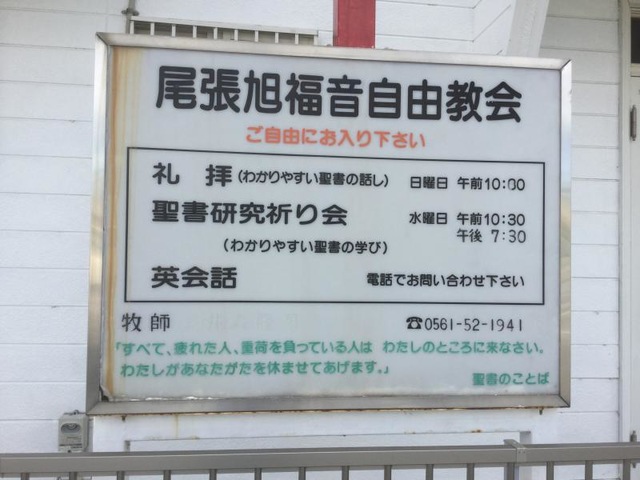 尾張旭福音自由教会
ご自由にお入り下さい
礼 拝 (わかりやすい聖書の話し) 日曜日 午前10:00
聖書研究祈り会 水曜日 午前10:30
午後 7:30
(わかりやすい聖書の学び)
英会話 電話でお問い合わせ下さい
牧師 ☎0561-52-1941
「すべて、疲れた人、重荷を負っている人は わたしのところに来なさい。
わたしがあなたがたを休ませてあげます。」
聖書のことば